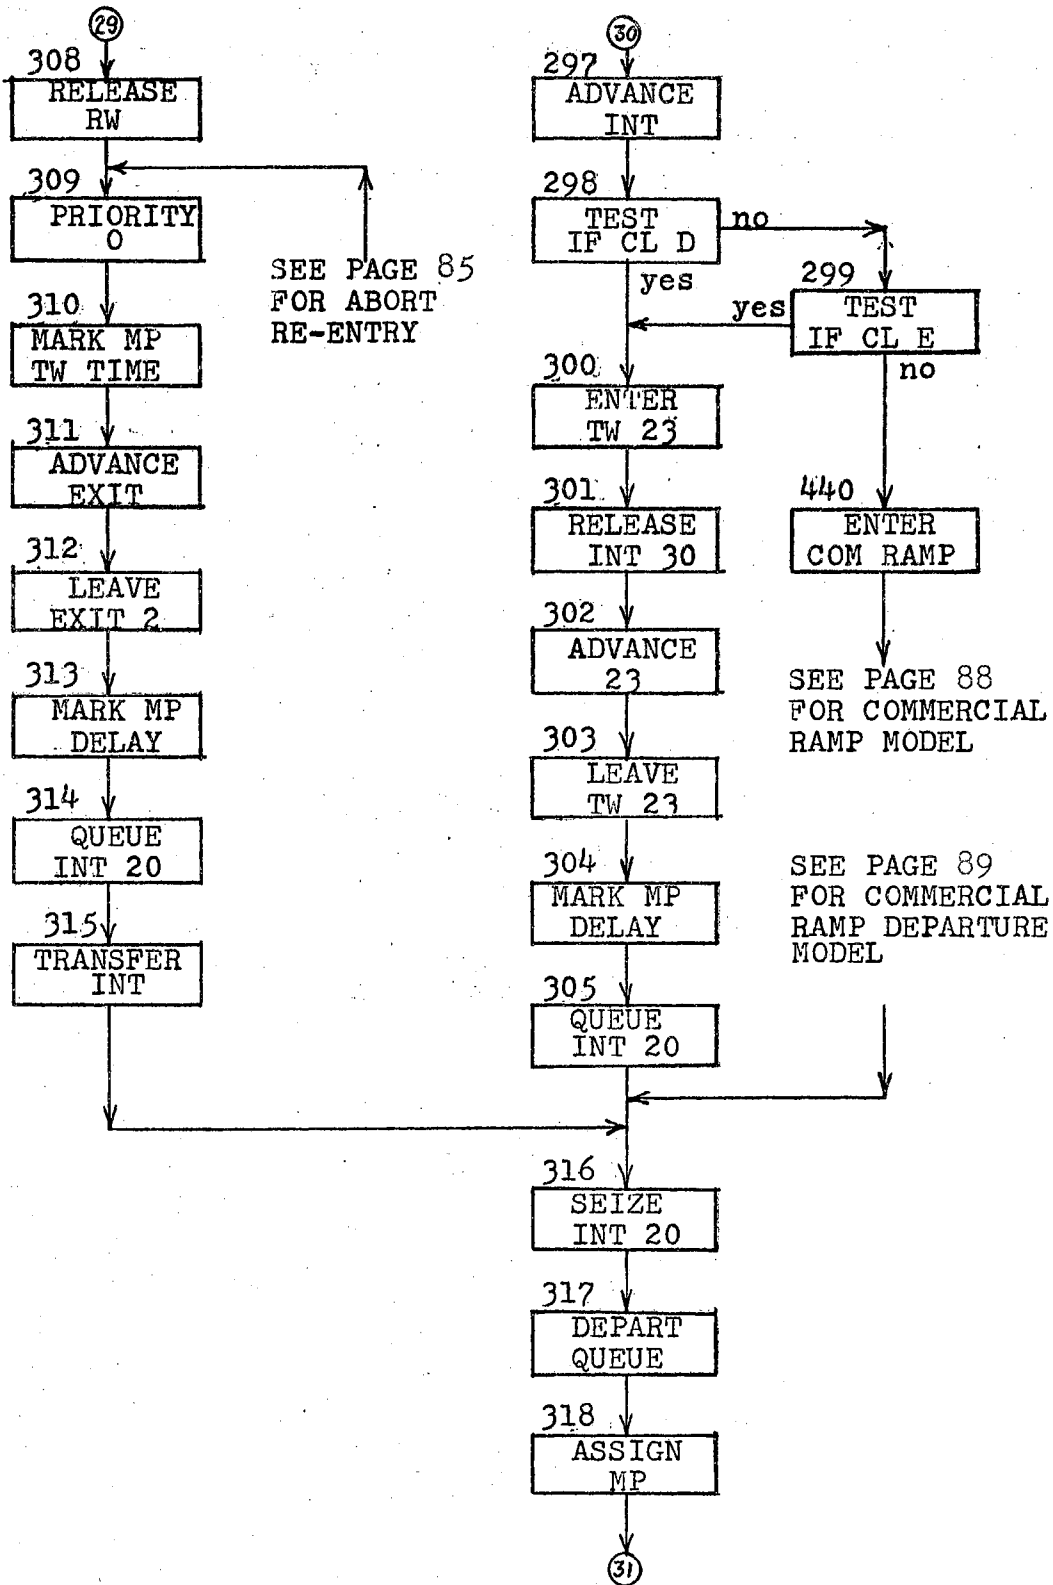 29
308
RELEASE
RW
309
PRIORITY
0
SEE PAGE 85
FOR ABORT
RE-ENTRY
310
MARK MP
TW TIME
311
ADVANCE
EXIT
312
LEAVE
EXIT 2
313
MARK MP
DELAY
314
QUEUE
INT 20
315
TRANSFER
INT
30
297
ADVANCE
INT
298
TEST
IF CL D
no
yes
299
TEST
IF CL E
yes
no
300
ENTER
TW 23
301
RELEASE
INT 30
440
ENTER
COM RAMP
302
ADVANCE
23
SEE PAGE 88
FOR COMMERCIAL
RAMP MODEL
303
LEAVE
TW 23
304
MARK MP
DELAY
SEE PAGE 89
FOR COMMERCIAL
RAMP DEPARTURE
MODEL
305
QUEUE
INT 20
316
SEIZE
INT 20
317
DEPART
QUEUE
318
ASSIGN
MP
31